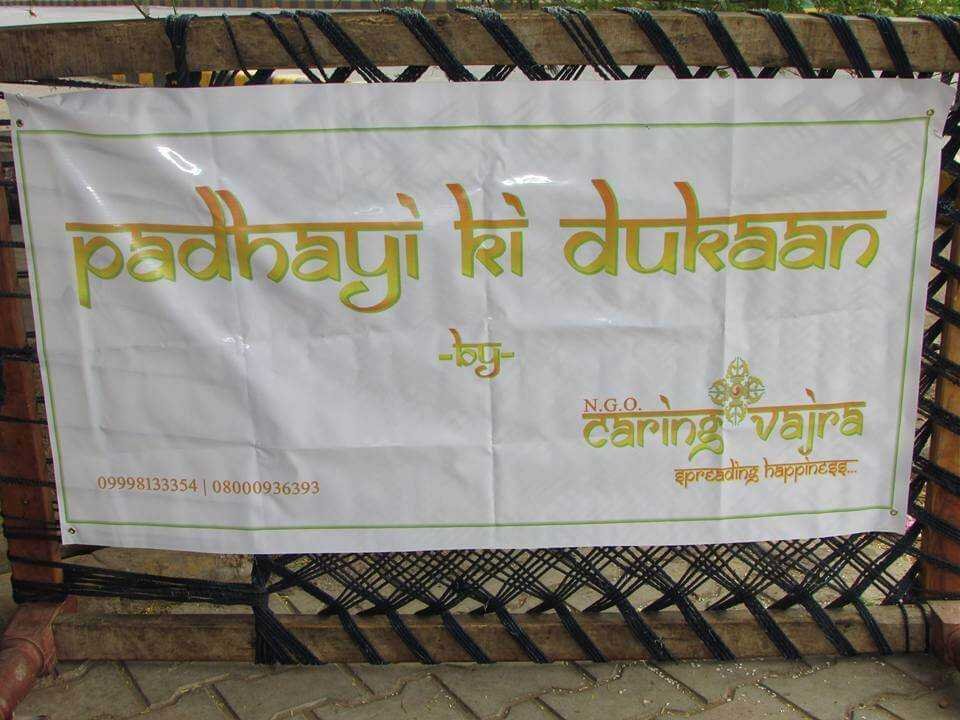 padhayi ki dukaan
-by-
N.G.O.
caring vajra
spreading happiness...
09998133354 | 08000936393